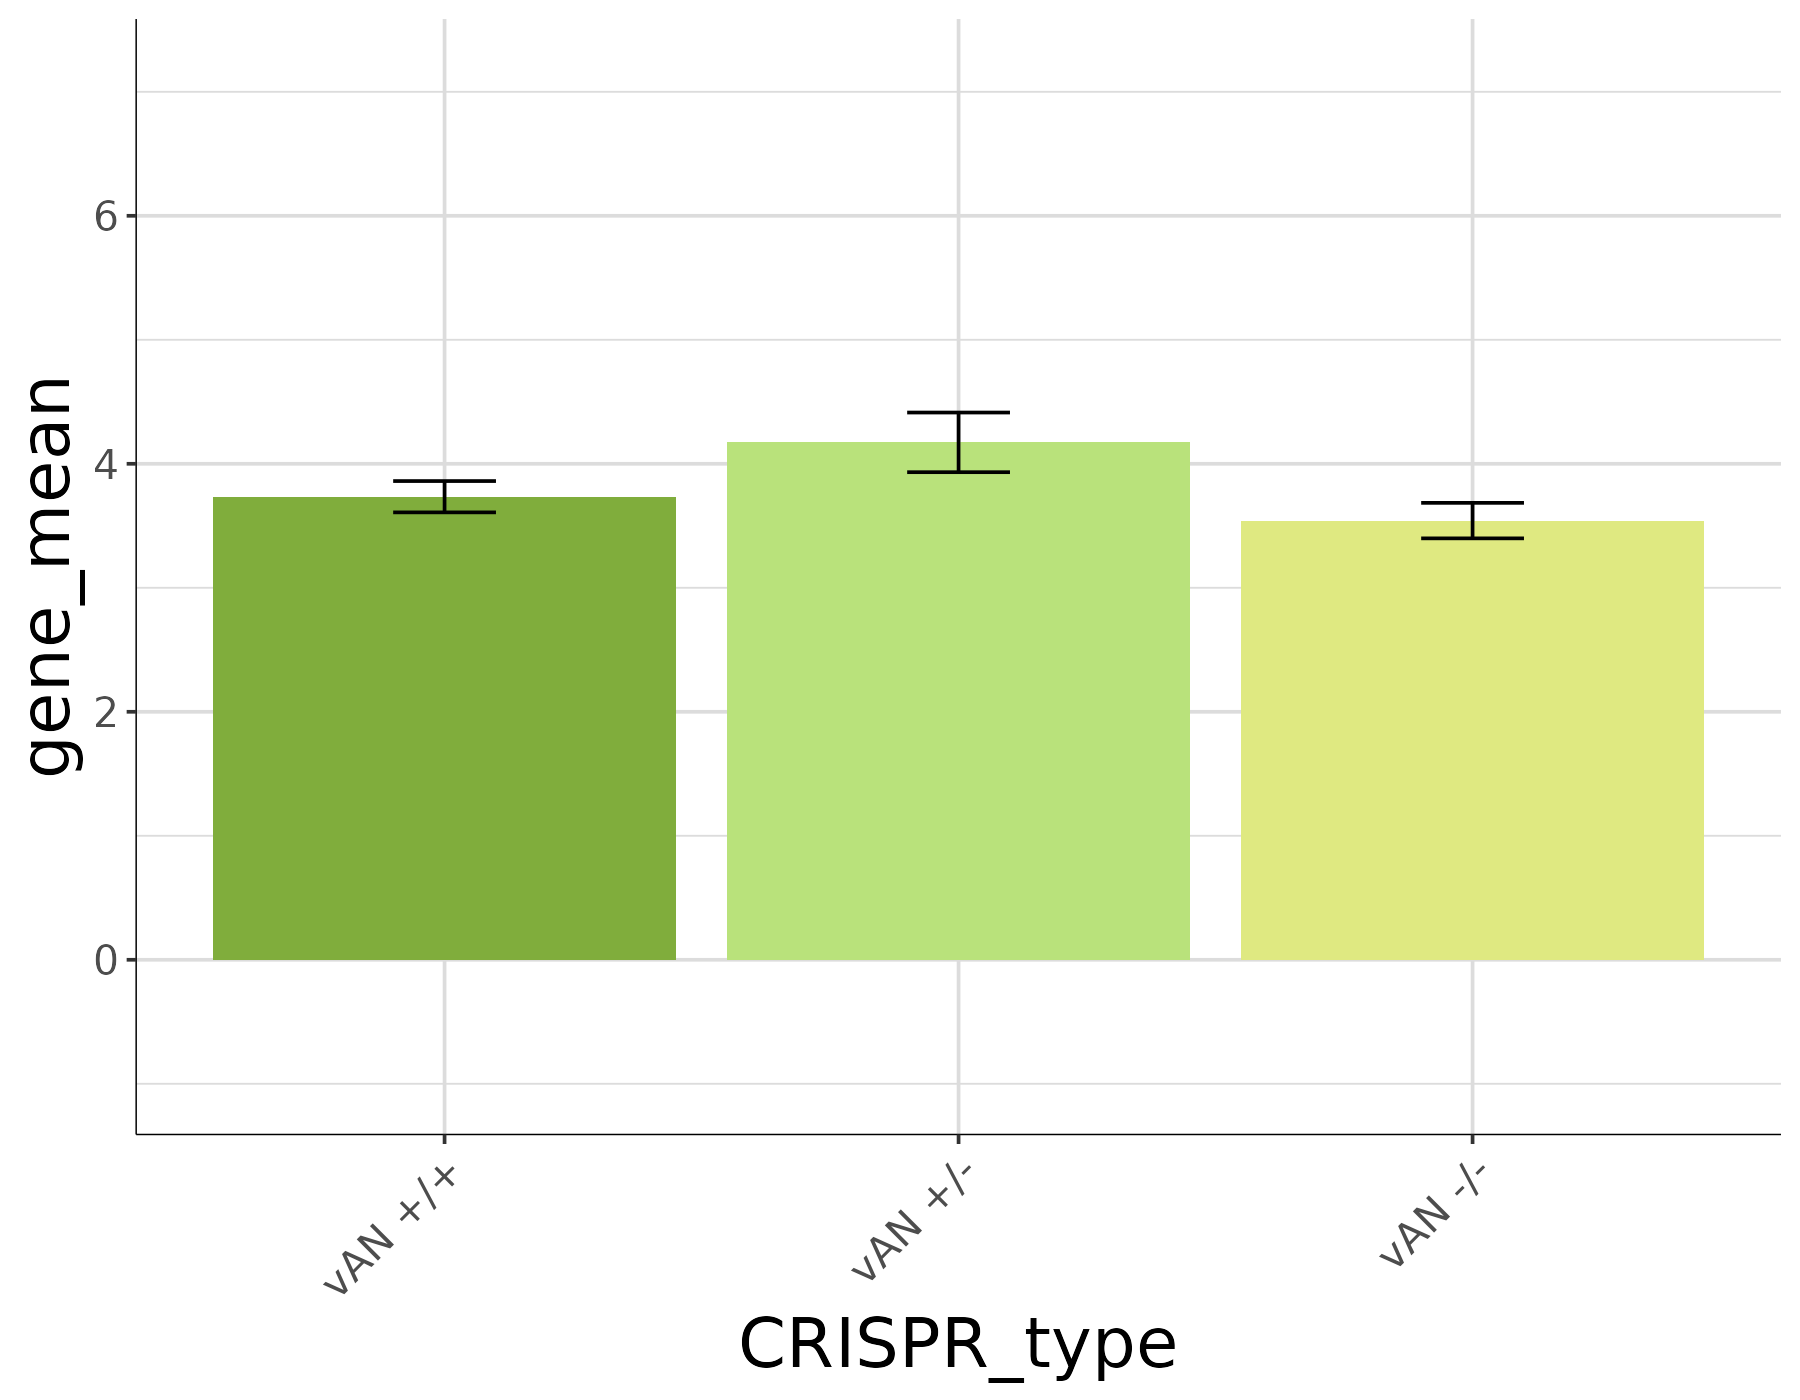 gene_mean
6
4
2
0
vAN +/+
vAN +/-
vAN -/-
CRISPR_type